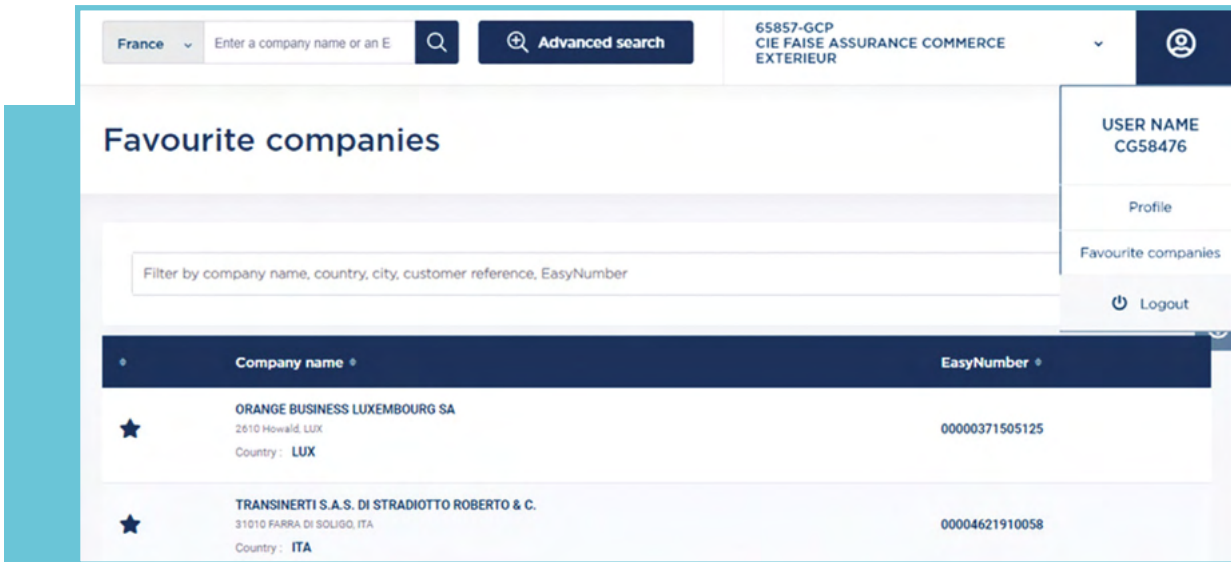 France
Enter a company name or an E
Advanced search
65857-GCP
CIE FAISE ASSURANCE COMMERCE
EXTERIEUR
Favourite companies
USER NAME
CG58476
Profile
Favourite companies
Logout
Filter by company name, country, city, customer reference, EasyNumber
Company name
EasyNumber
ORANGE BUSINESS LUXEMBOURG SA
2610 Howald, LUX
Country : LUX
00000371505125
TRANSINERTI S.A.S. DI STRADIOTTO ROBERTO & C.
31010 FARRA DI SOLIGO, ITA
Country : ITA
00004621910058